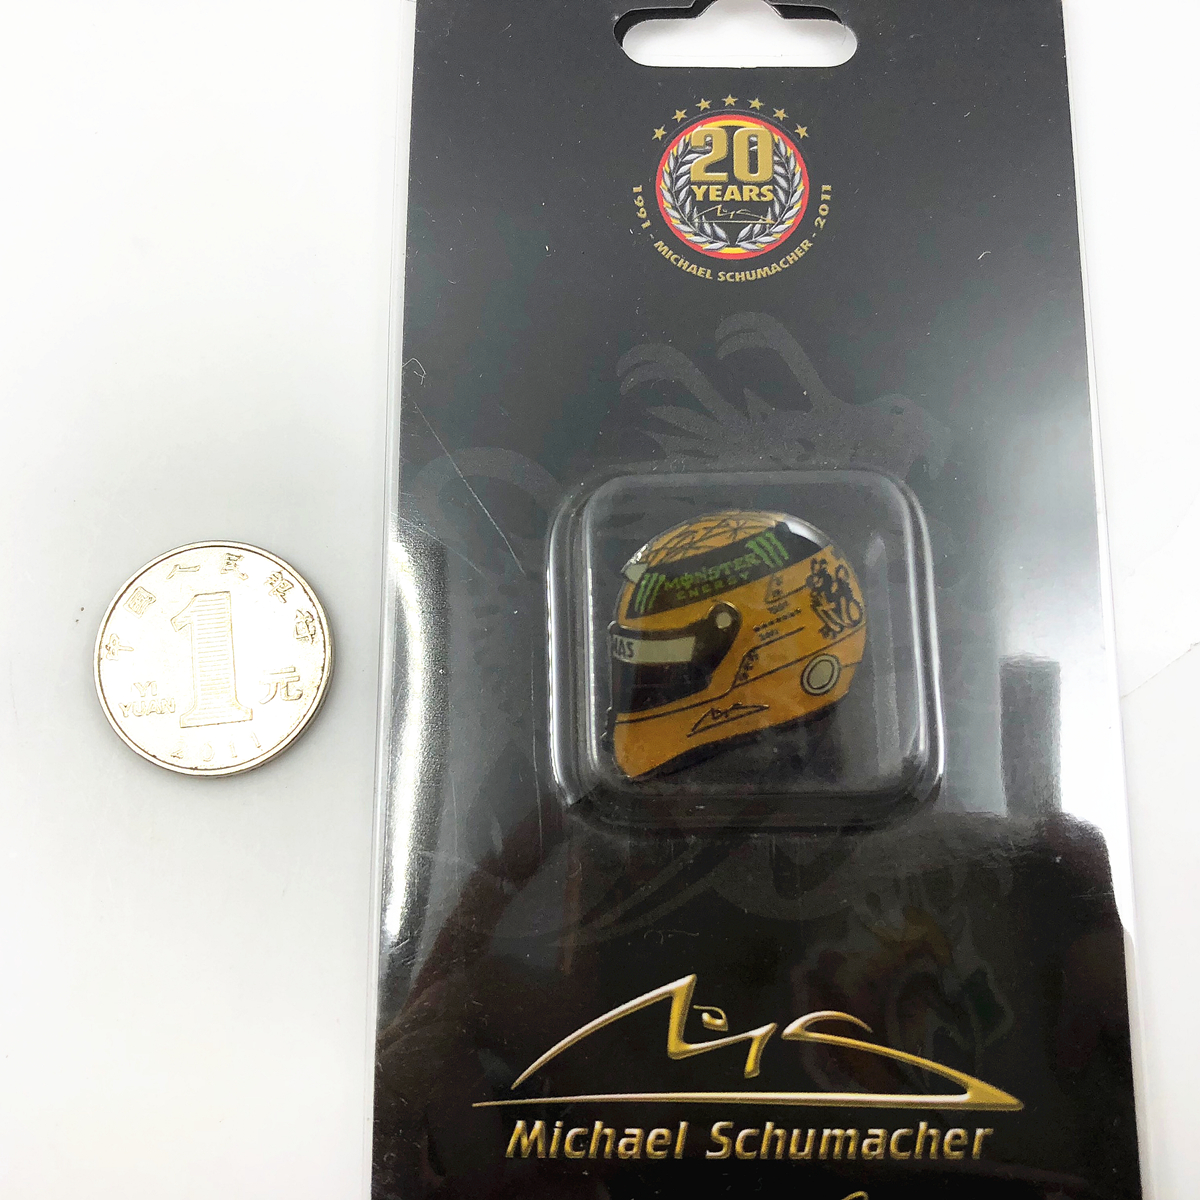 20
YEARS
1991 - MICHAEL SCHUMACHER - 2011
MONSTER
ENERGY
中国人民银行
1
元
YI
YUAN
2011
Michael Schumacher